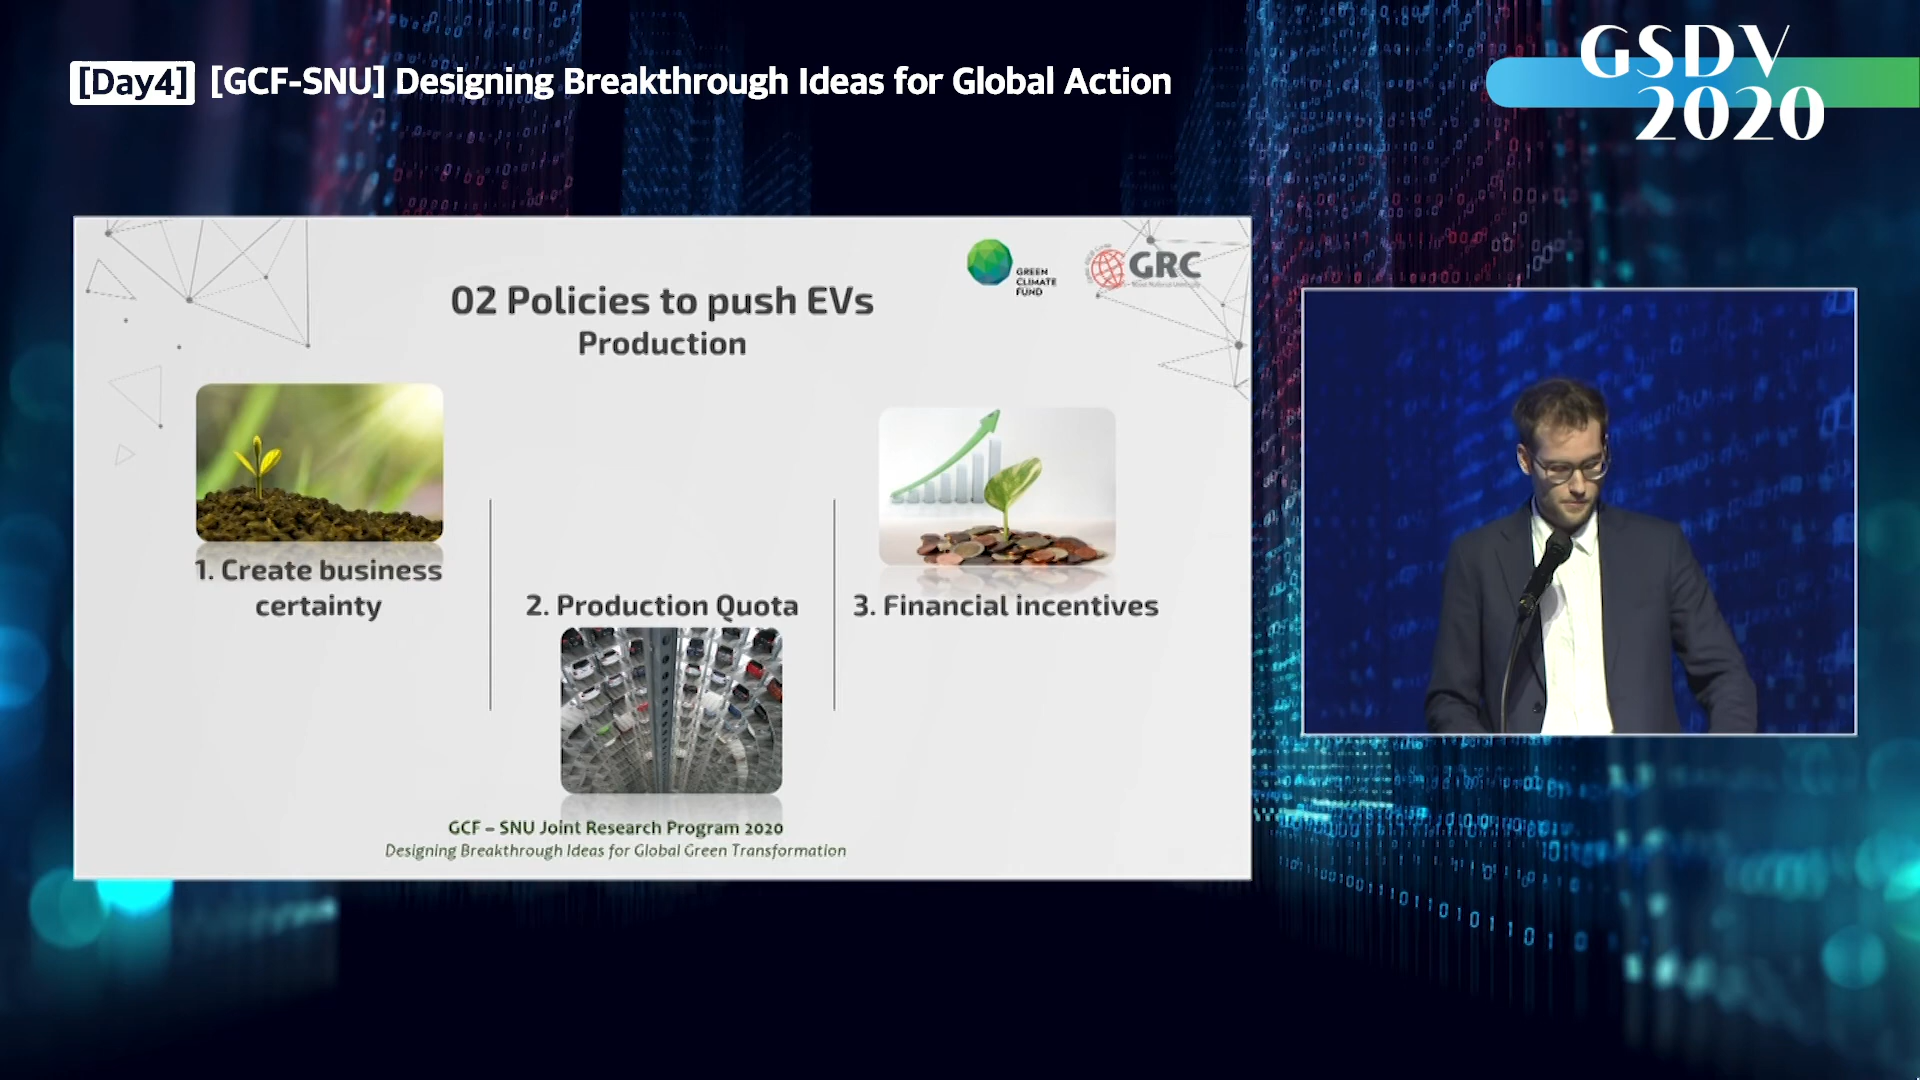 [Day4] [GCF-SNU] Designing Breakthrough Ideas for Global Action
GSDV
2020
GREEN
CLIMATE
FUND
GRC
02 Policies to push EVs
Production
1. Create business
certainty
2. Production Quota
3. Financial incentives
GCF – SNU Joint Research Program 2020
Designing Breakthrough Ideas for Global Green Transformation